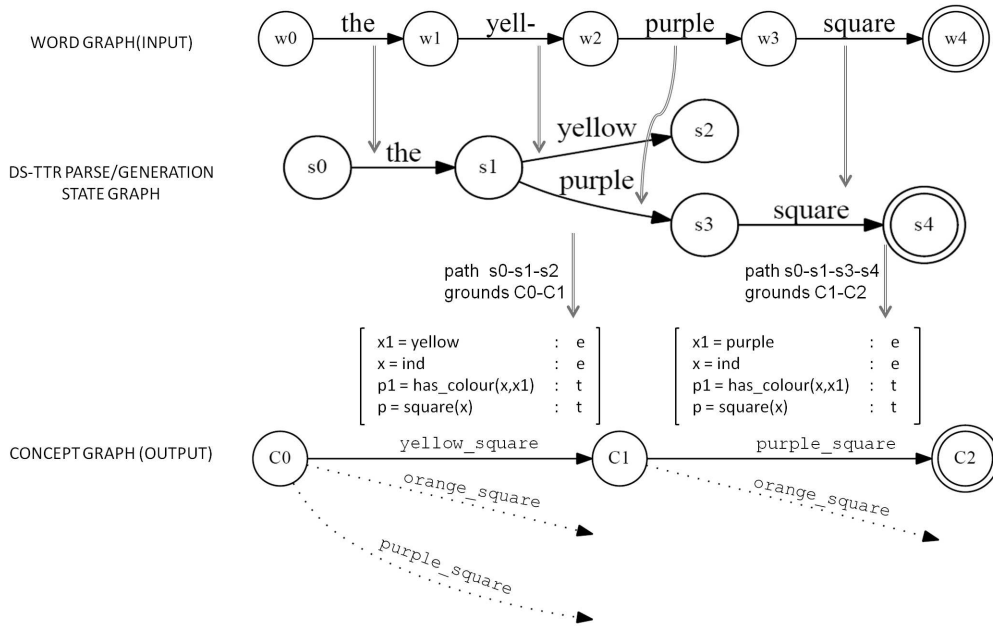 WORD GRAPH(INPUT)
w0 the w1 yell- w2 purple w3 square w4
DS-TTR PARSE/GENERATION
STATE GRAPH
s0 the s1 yellow s2
purple s3 square s4
path s0-s1-s2
grounds C0-C1
path s0-s1-s3-s4
grounds C1-C2
x1 = yellow : e
x = ind : e
p1 = has_colour(x,x1) : t
p = square(x) : t
x1 = purple : e
x = ind : e
p1 = has_colour(x,x1) : t
p = square(x) : t
CONCEPT GRAPH (OUTPUT)
C0 yellow_square C1 purple_square C2
orange_square
orange_square
purple_square